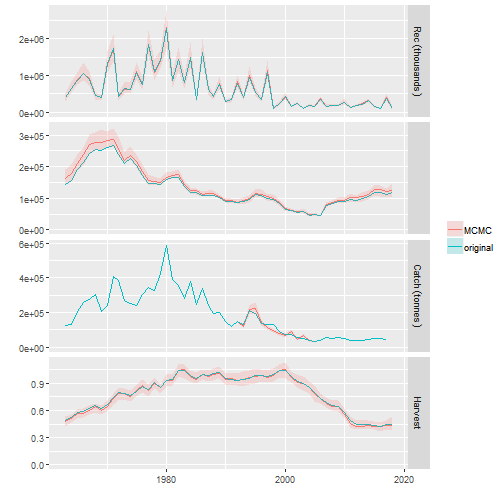 2e+06
1e+06
0e+00
Rec (thousands )
3e+05
2e+05
1e+05
0e+00
6e+05
4e+05
2e+05
0e+00
Catch (tonnes )
0.9
0.6
0.3
0.0
Harvest
1980
2000
2020
MCMC
original